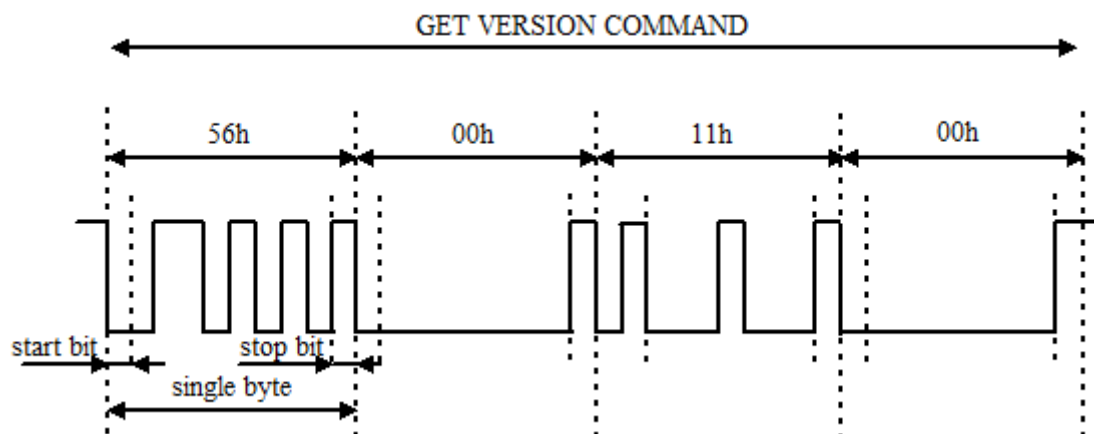 GET VERSION COMMAND
56h
00h
11h
00h
start bit
stop bit
single byte